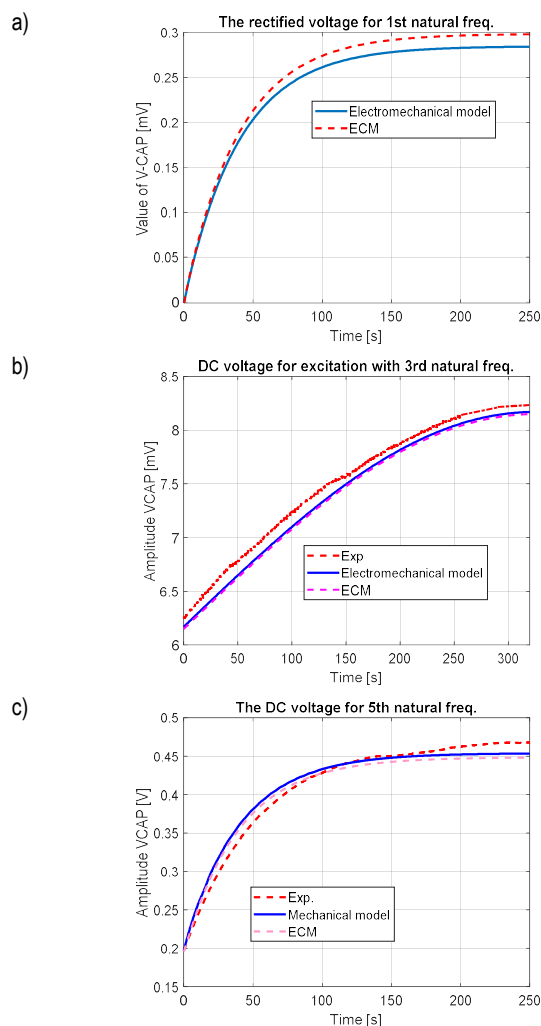 a)
The rectified voltage for 1st natural freq.
Value of V-CAP [mV]
0.3
0.25
0.2
0.15
0.1
0.05
0
Electromechanical model
ECM
0
50
100
150
200
250
Time [s]
b)
DC voltage for excitation with 3rd natural freq.
Amplitude VCAP [mV]
8.5
8
7.5
7
6.5
6
Exp
Electromechanical model
ECM
0
50
100
150
200
250
300
Time [s]
c)
The DC voltage for 5th natural freq.
Amplitude VCAP [V]
0.5
0.45
0.4
0.35
0.3
0.25
0.2
0.15
Exp.
Mechanical model
ECM
0
50
100
150
200
250
Time [s]